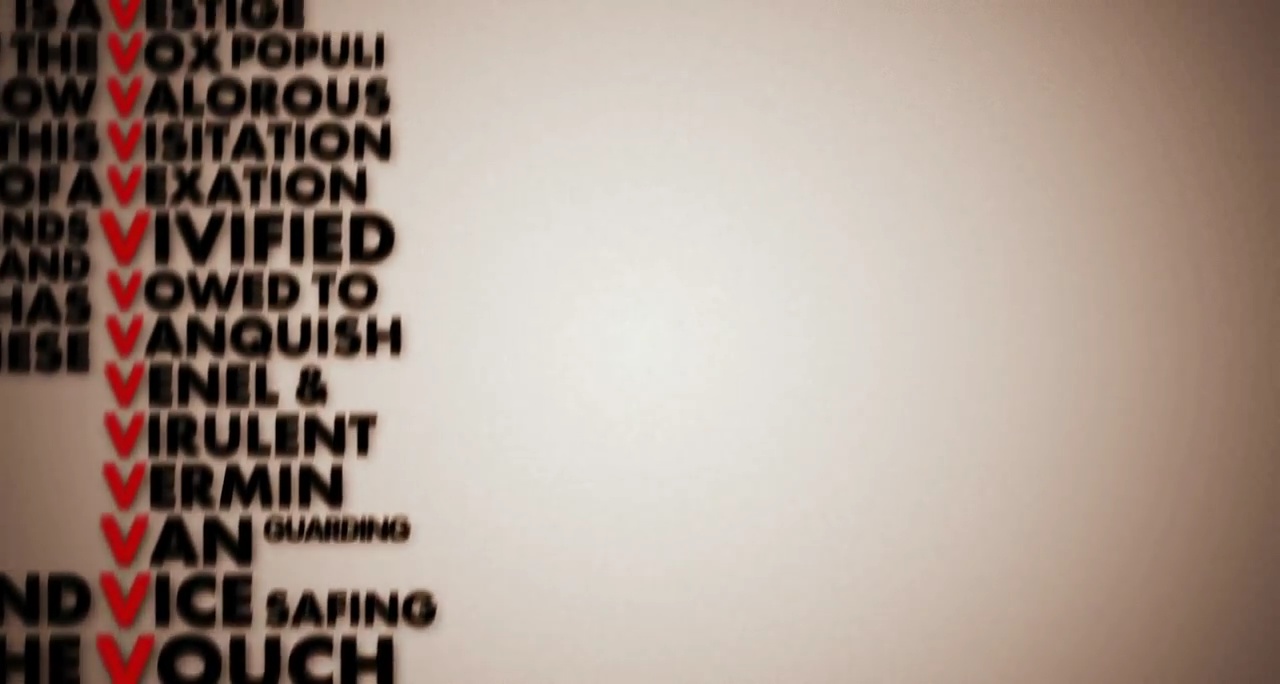 IS A VESTIGE
THE VOX POPULI
OW VALOROUS
THIS VISITATION
OF A VEXATION
NDS VIVIFIED
AND
HAS VOWED TO
ESE VANQUISH
VENEL &
VIRULENT
VERMIN
VAN GUARDING
ND VICE SAFING
HE VOUCH